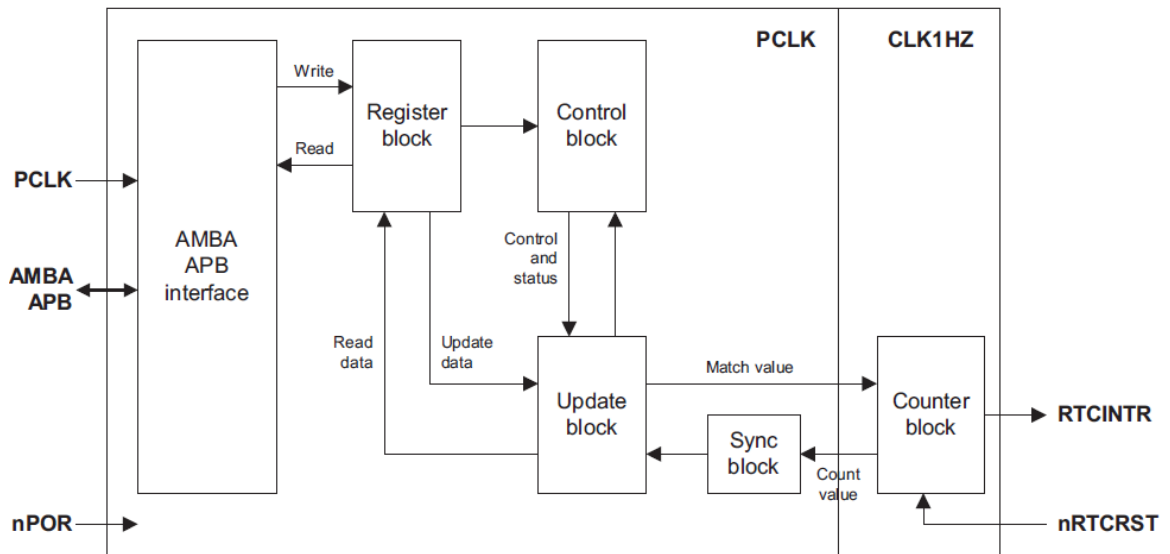 PCLK
CLK1HZ
Write
Register
block
Control
block
Read
PCLK
AMBA
APB
interface
Control
and
status
AMBA
APB
Read
data
Update
data
Match value
Update
block
Counter
block
RTCINTR
Sync
block
Count
value
nPOR
nRTCRST